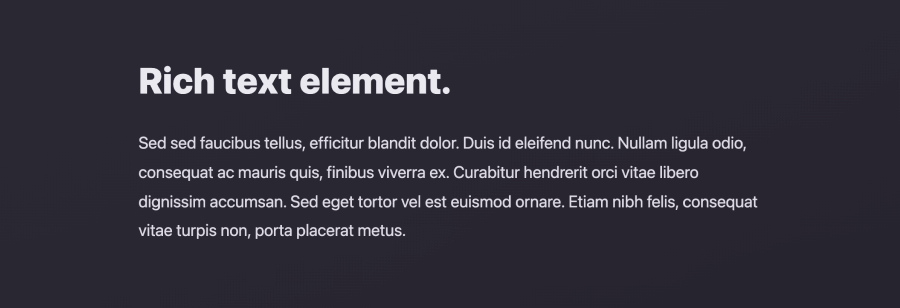 Rich text element.
Sed sed faucibus tellus, efficitur blandit dolor. Duis id eleifend nunc. Nullam ligula odio,
consequat ac mauris quis, finibus viverra ex. Curabitur hendrerit orci vitae libero
dignissim accumsan. Sed eget tortor vel est euismod ornare. Etiam nibh felis, consequat
vitae turpis non, porta placerat metus.